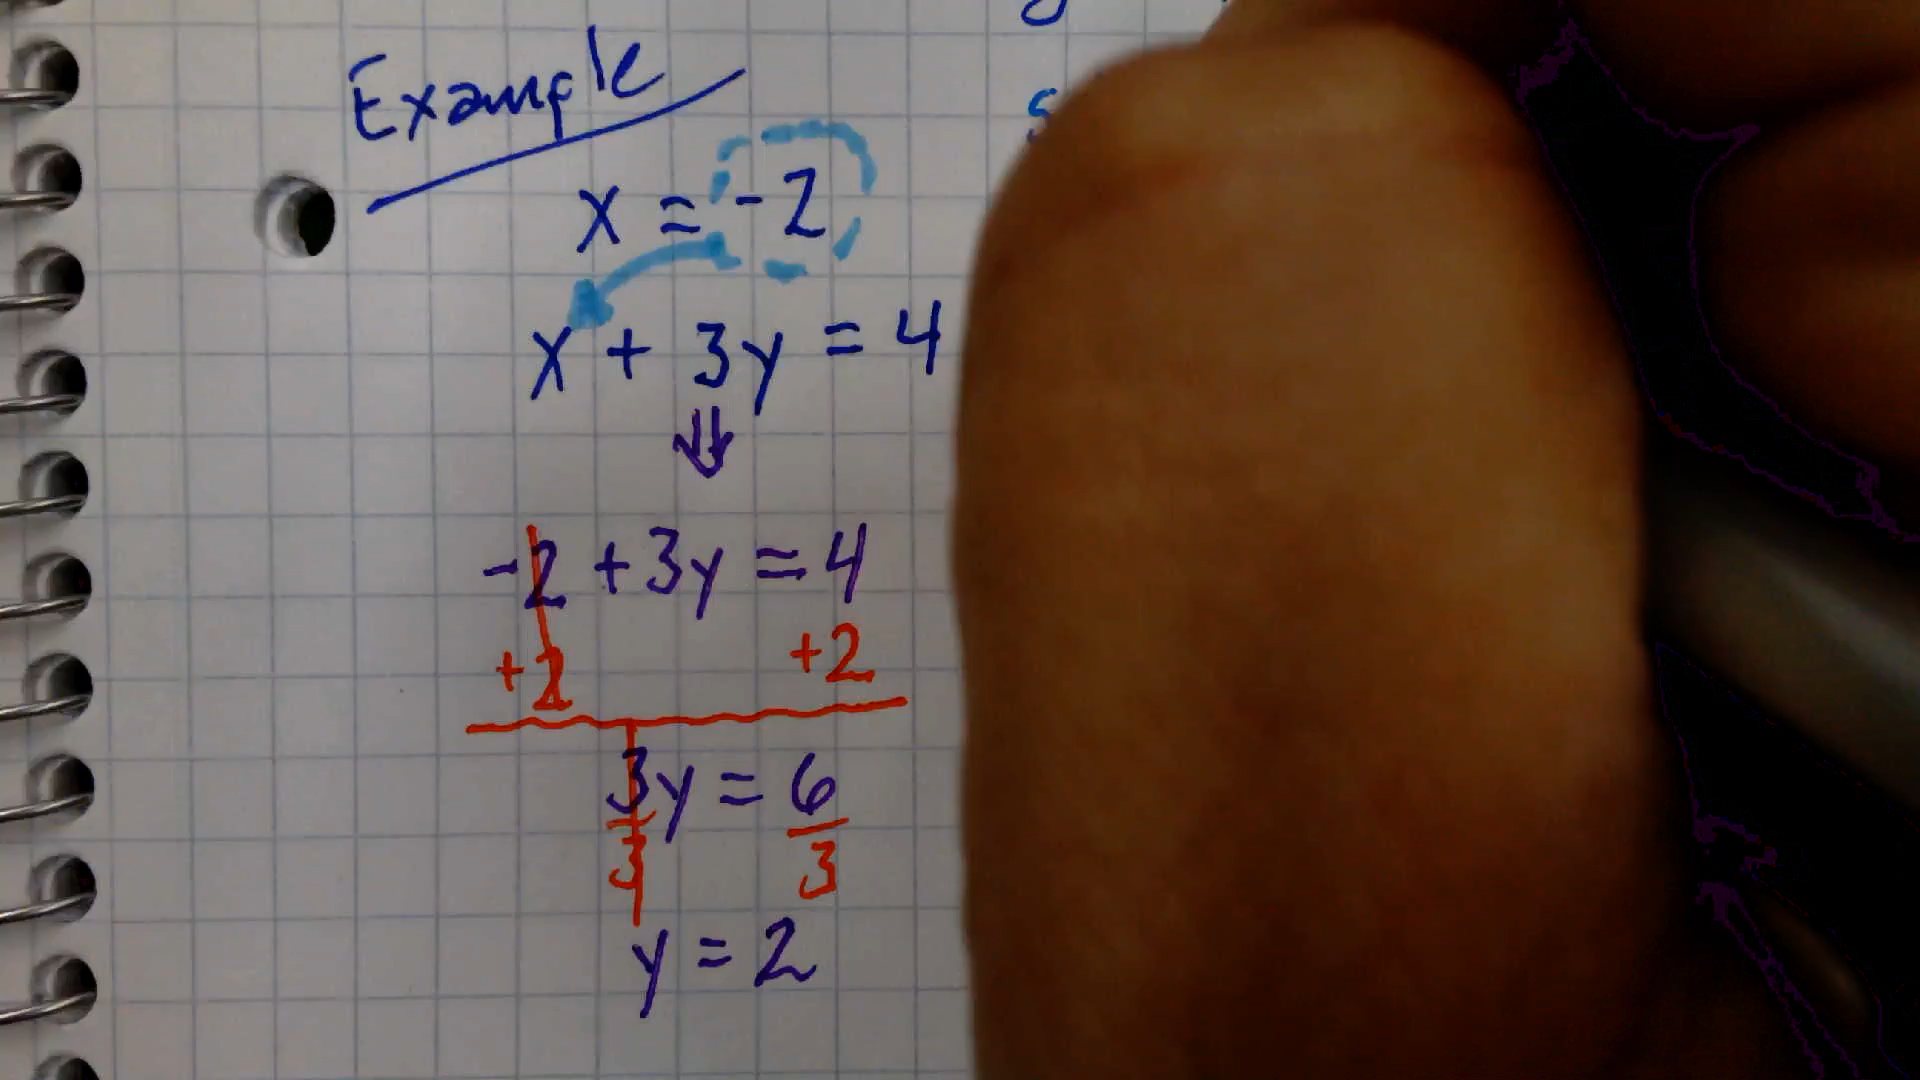 Example
x = -2
x + 3y = 4
⇓
-2 + 3y = 4
+2 +2
3y = 6
3 3
y = 2